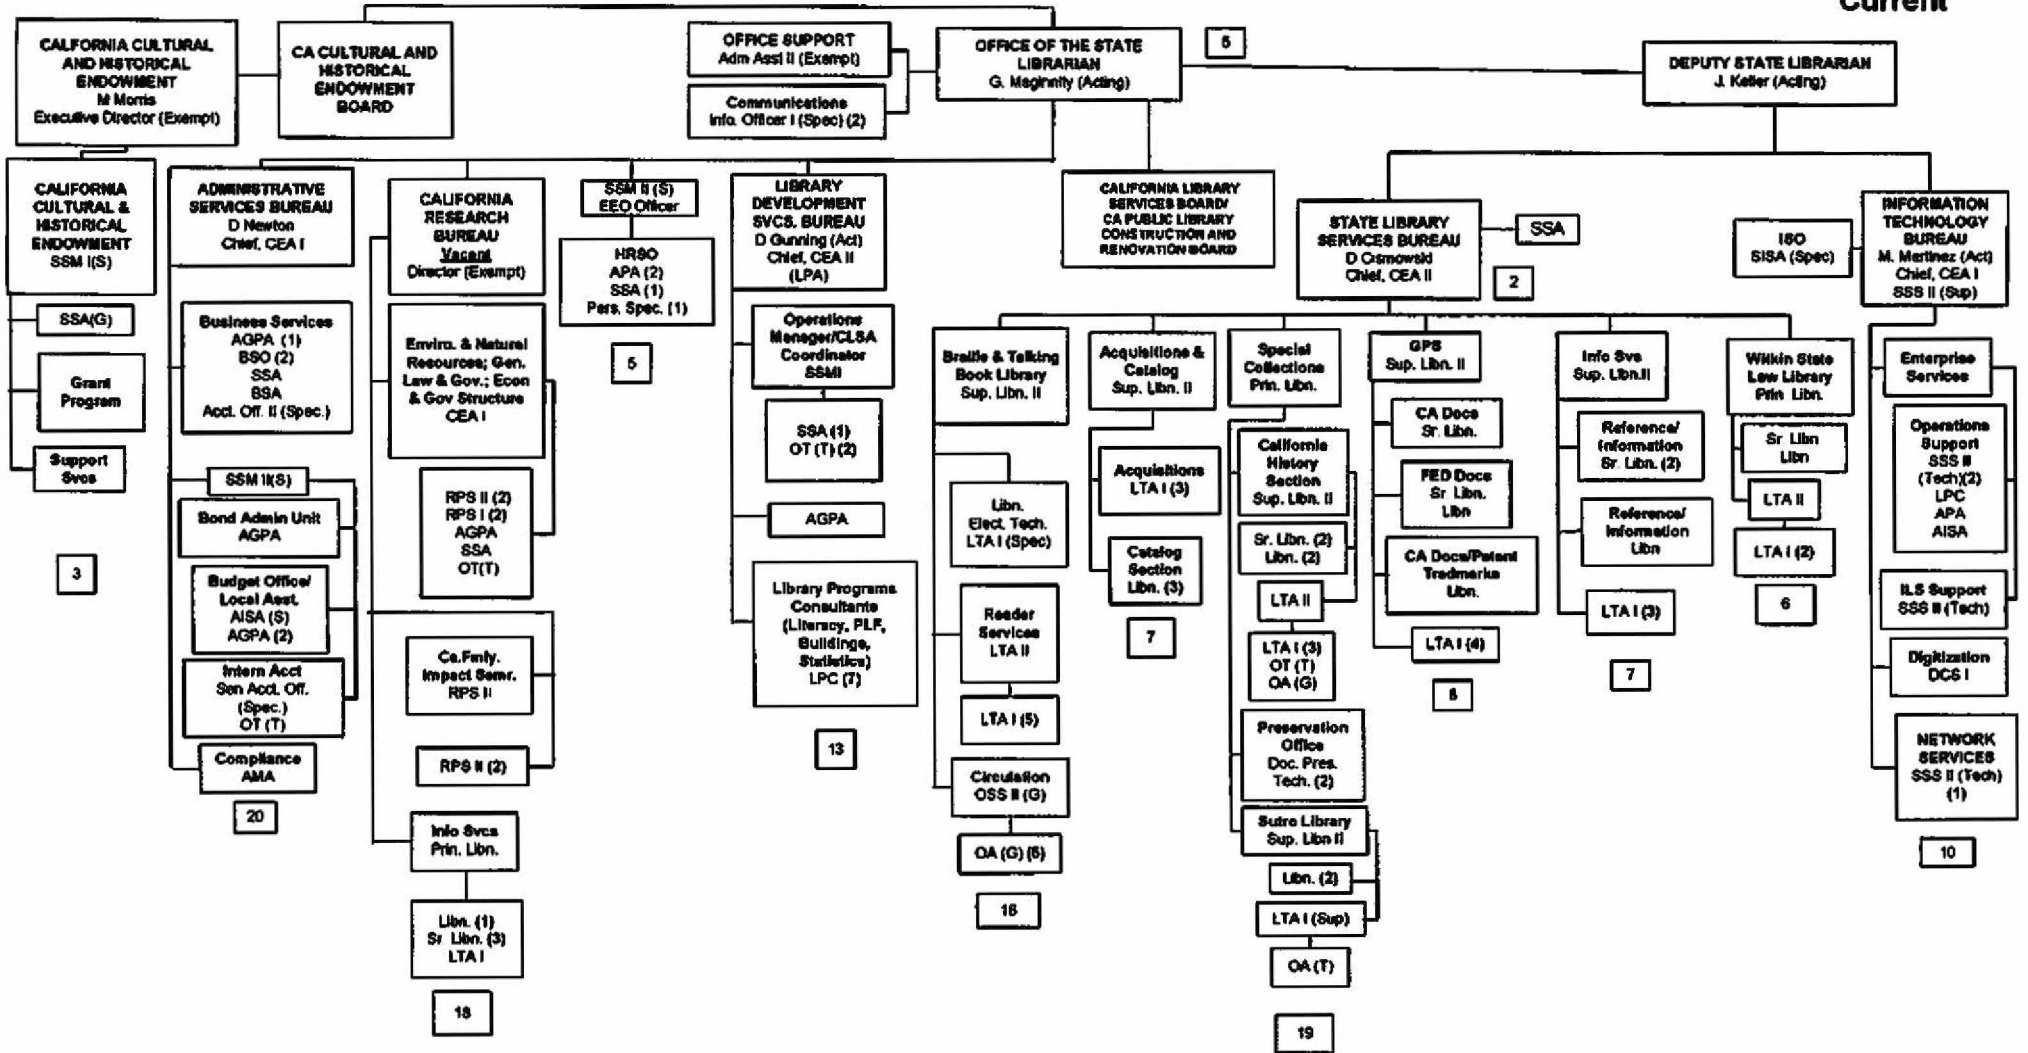 Current
CALFORNIA CULTURAL
AND HISTORICAL
ENDOWMENT
M Morris
Executive Director (Exempt)
CA CULTURAL AND
HISTORICAL
ENDOWMENT
BOARD
OFFICE SUPPORT
Adm Asst II (Exempt)
Communications
Info. Officer I (Spec) (2)
OFFICE OF THE STATE
LIBRARIAN
G. Maginnity (Acting)
5
DEPUTY STATE LIBRARIAN
J. Keller (Acting)
CALIFORNIA
CULTURAL &
HISTORICAL
ENDOWMENT
SSM I(S)
SSA(G)
Grant
Program
Support
Svcs
3
ADMINISTRATIVE
SERVICES BUREAU
D Newton
Chief, CEA I
Business Services
AGPA (1)
BSO (2)
SSA
BSA
Acct. Off. II (Spec.)
SSM II(S)
Bond Admin Unit
AGPA
Budget Office/
Local Asst.
AISA (S)
AGPA (2)
Intern Acct
Sen Acct. Off.
(Spec.)
OT (T)
Compliance
AMA
20
CALIFORNIA
RESEARCH
BUREAU
Vacant
Director (Exempt)
Enviro. & Natural
Resources; Gen.
Law & Gov.; Econ
& Gov Structure
CEA I
RPS II (2)
RPS I (2)
AGPA
SSA
OT(T)
Ca.Fmly.
Impact Semr.
RPS II
RPS II (2)
Info Svcs
Prin. Libn.
Libn. (1)
Sr Libn. (3)
LTA I
18
SSM II (S)
EEO Officer
HRSO
APA (2)
SSA (1)
Pers. Spec. (1)
5
LIBRARY
DEVELOPMENT
SVCS. BUREAU
D Gunning (Act)
Chief, CEA II
(LPA)
Operations
Manager/CLSA
Coordinator
SSMI
SSA (1)
OT (T) (2)
AGPA
Library Programs
Consultants
(Literacy, PLF,
Buildings,
Statistics)
LPC (7)
13
CALIFORNIA LIBRARY
SERVICES BOARD/
CA PUBLIC LIBRARY
CONSTRUCTION AND
RENOVATION BOARD
STATE LIBRARY
SERVICES BUREAU
D Cismowski
Chief, CEA II
SSA
2
Braille & Talking
Book Library
Sup. Libn. II
Libn.
Elect. Tech.
LTA I (Spec)
Reader
Services
LTA II
LTA I (5)
Circulation
OSS II (G)
OA (G) (5)
16
Acquisitions &
Catalog
Sup. Libn. II
Acquisitions
LTA I (3)
Catalog
Section
Libn. (3)
7
Special
Collections
Prin. Libn.
California
History
Section
Sup. Libn. II
Sr. Libn. (2)
Libn. (2)
LTA II
LTA I (3)
OT (T)
OA (G)
Preservation
Office
Doc. Pres.
Tech. (2)
Sutro Library
Sup. Libn II
Libn. (2)
LTA I (Sup)
OA (T)
19
GPS
Sup. Libn. II
CA Docs
Sr. Libn.
FED Docs
Sr Libn.
Libn
CA Docs/Patent
Tradmarks
Libn.
LTA I (4)
Info Svs
Sup. Libn.II
Reference/
Information
Sr. Libn. (2)
Reference/
Information
Libn
LTA I (3)
7
Witkin State
Law Library
Prin Libn.
Sr Libn
Libn
LTA II
LTA I (2)
6
ISO
SISA (Spec)
INFORMATION
TECHNOLOGY
BUREAU
M. Martinez (Act)
Chief, CEA I
SSS II (Sup)
Enterprise
Services
Operations
Support
SSS II
(Tech)(2)
LPC
APA
AISA
ILS Support
SSS II (Tech)
Digitization
DCS I
NETWORK
SERVICES
SSS II (Tech)
(1)
10